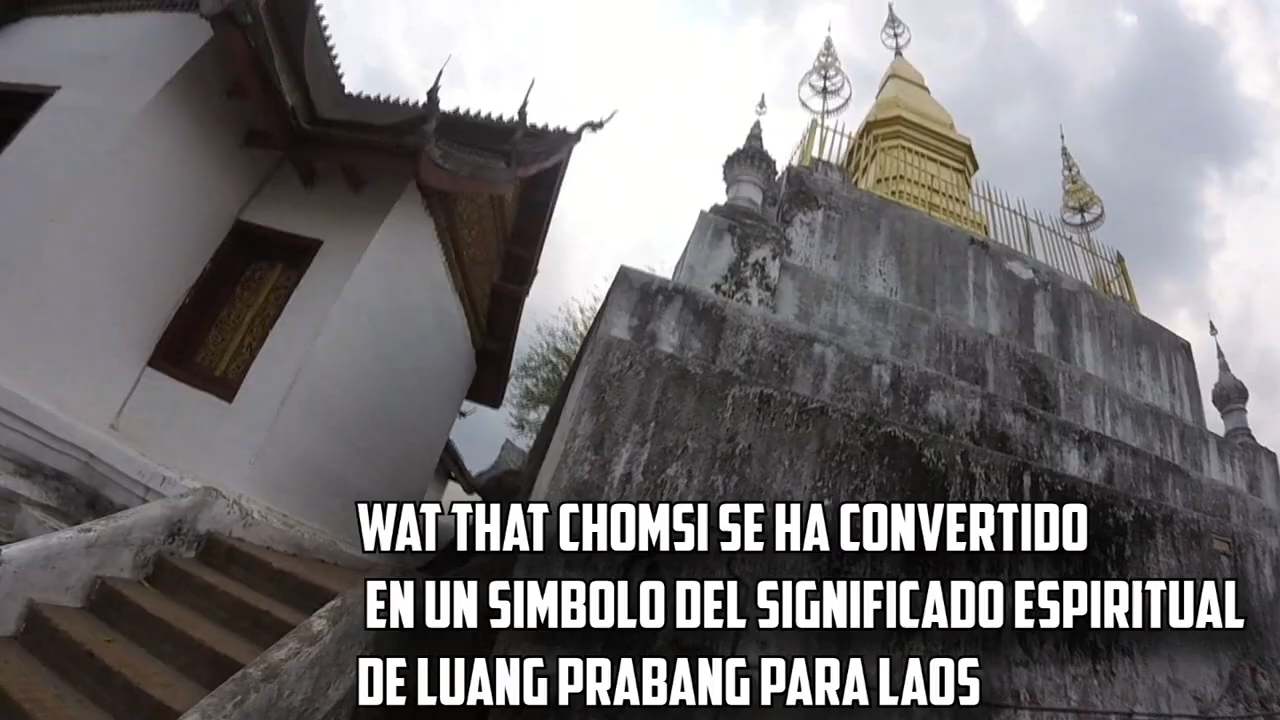 WAT THAT CHOMSI SE HA CONVERTIDO
EN UN SIMBOLO DEL SIGNIFICADO ESPIRITUAL
DE LUANG PRABANG PARA LAOS